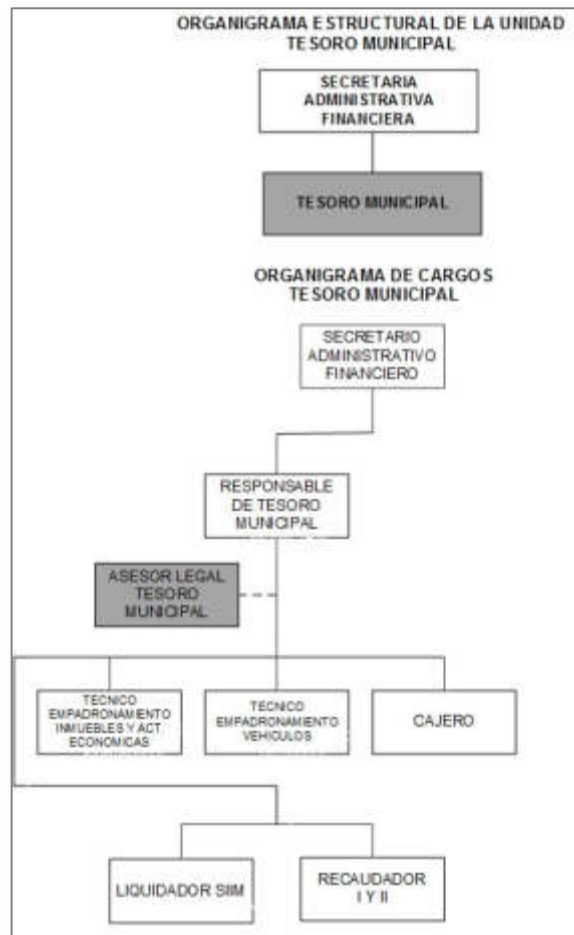 ORGANIGRAMA ESTRUCTURAL DE LA UNIDAD
TESORO MUNICIPAL
SECRETARIA
ADMINISTRATIVA
FINANCIERA
TESORO MUNICIPAL
ORGANIGRAMA DE CARGOS
TESORO MUNICIPAL
SECRETARIO
ADMINISTRATIVO
FINANCIERO
RESPONSABLE
DE TESORO
MUNICIPAL
ASESOR LEGAL
TESORO
MUNICIPAL
TECNICO
EMPADRONAMIENTO
INMUEBLES Y ACT.
ECONOMICAS
TECNICO
EMPADRONAMIENTO
VEHICULOS
CAJERO
LIQUIDADOR SIIM
RECAUDADOR
I Y II